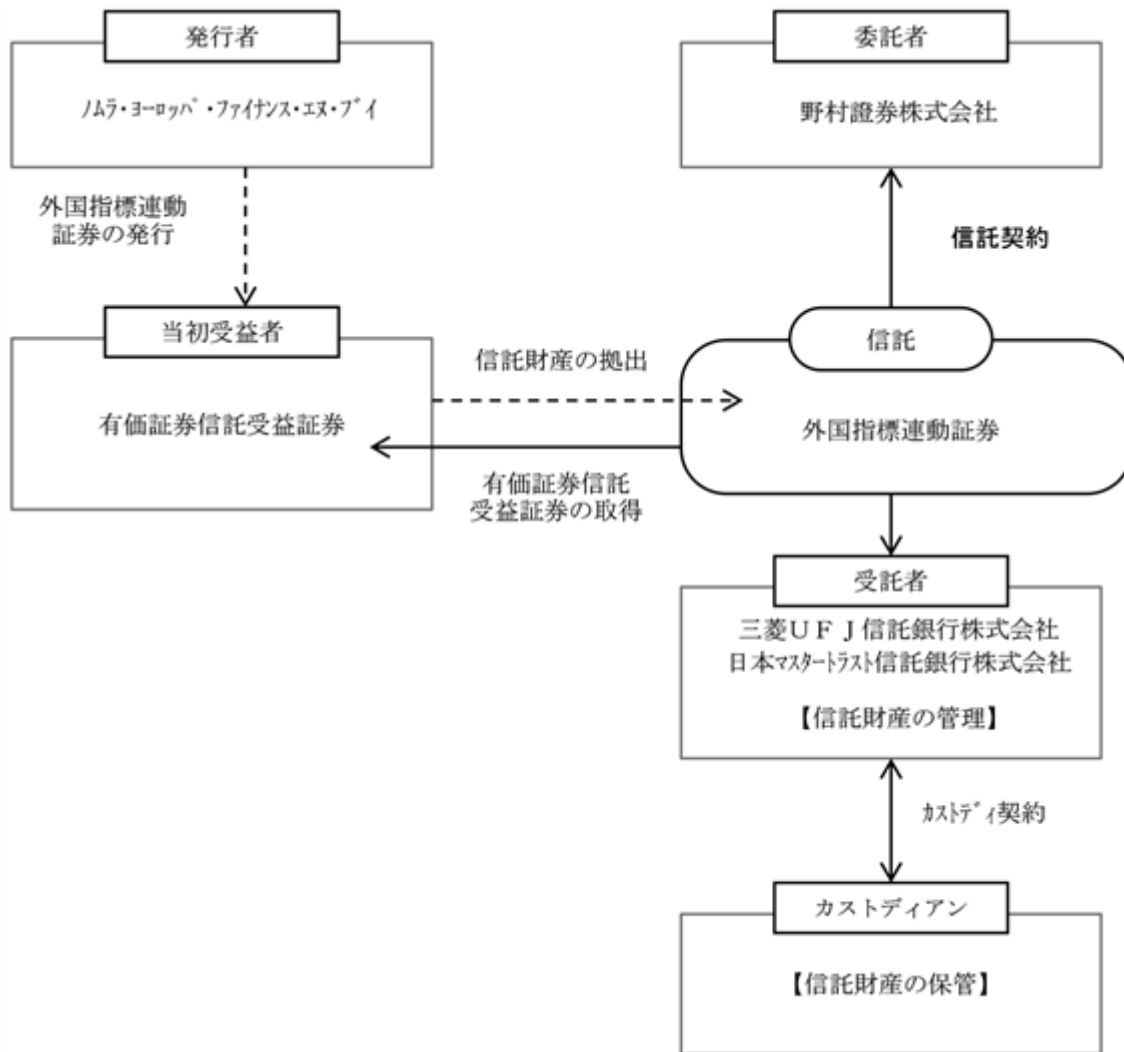 発行者
ﾉﾑﾗ・ﾖｰﾛｯﾊﾟ・ﾌｧｲﾅﾝｽ・ｴﾇ・ﾌﾞｲ
外国指標連動
証券の発行
当初受益者
有価証券信託受益証券
委託者
野村證券株式会社
信託契約
信託
外国指標連動証券
信託財産の拠出
有価証券信託
受益証券の取得
受託者
三菱ＵＦＪ信託銀行株式会社
日本ﾏｽﾀｰﾄﾗｽﾄ信託銀行株式会社
【信託財産の管理】
ｶｽﾄﾃﾞｨ契約
カストディアン
【信託財産の保管】